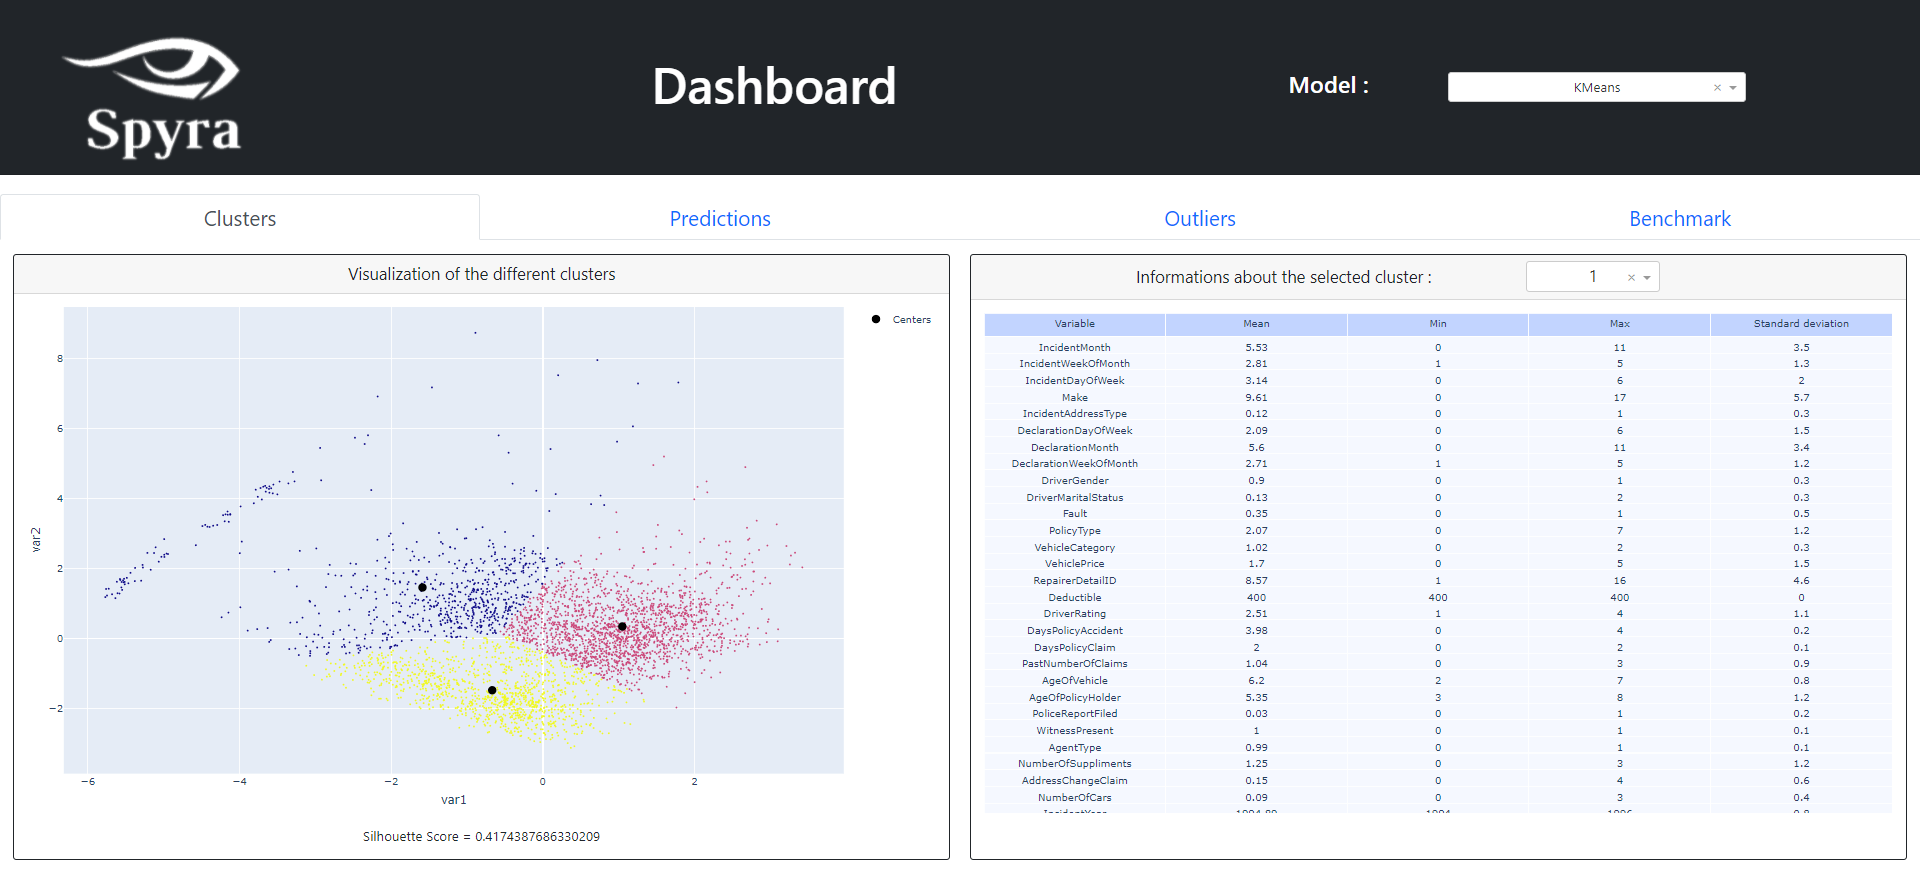 Spyra
Dashboard
Model :
KMeans
Clusters
Predictions
Outliers
Benchmark
Visualization of the different clusters
Centers
8
6
4
2
0
−2
var2
−6 −4 −2 0 2
var1
Silhouette Score = 0.4174387686330209
Informations about the selected cluster :
1
Variable Mean Min Max Standard deviation
IncidentMonth 5.53 0 11 3.5
IncidentWeekOfMonth 2.81 1 5 1.3
IncidentDayOfWeek 3.14 0 6 2
Make 9.61 0 17 5.7
IncidentAddressType 0.12 0 1 0.3
DeclarationDayOfWeek 2.09 0 6 1.5
DeclarationMonth 5.6 0 11 3.4
DeclarationWeekOfMonth 2.71 1 5 1.2
DriverGender 0.9 0 1 0.3
DriverMaritalStatus 0.13 0 2 0.3
Fault 0.35 0 1 0.5
PolicyType 2.07 0 7 1.2
VehicleCategory 1.02 0 2 0.3
VehiclePrice 1.7 0 5 1.5
RepairerDetailID 8.57 1 16 4.6
Deductible 400 400 400 0
DriverRating 2.51 1 4 1.1
DaysPolicyAccident 3.98 0 4 0.2
DaysPolicyClaim 2 0 2 0.1
PastNumberOfClaims 1.04 0 3 0.9
AgeOfVehicle 6.2 2 7 0.8
AgeOfPolicyHolder 5.35 3 8 1.2
PoliceReportFiled 0.03 0 1 0.2
WitnessPresent 1 0 1 0.1
AgentType 0.99 0 1 0.1
NumberOfSuppliments 1.25 0 3 1.2
AddressChangeClaim 0.15 0 4 0.6
NumberOfCars 0.09 0 3 0.4